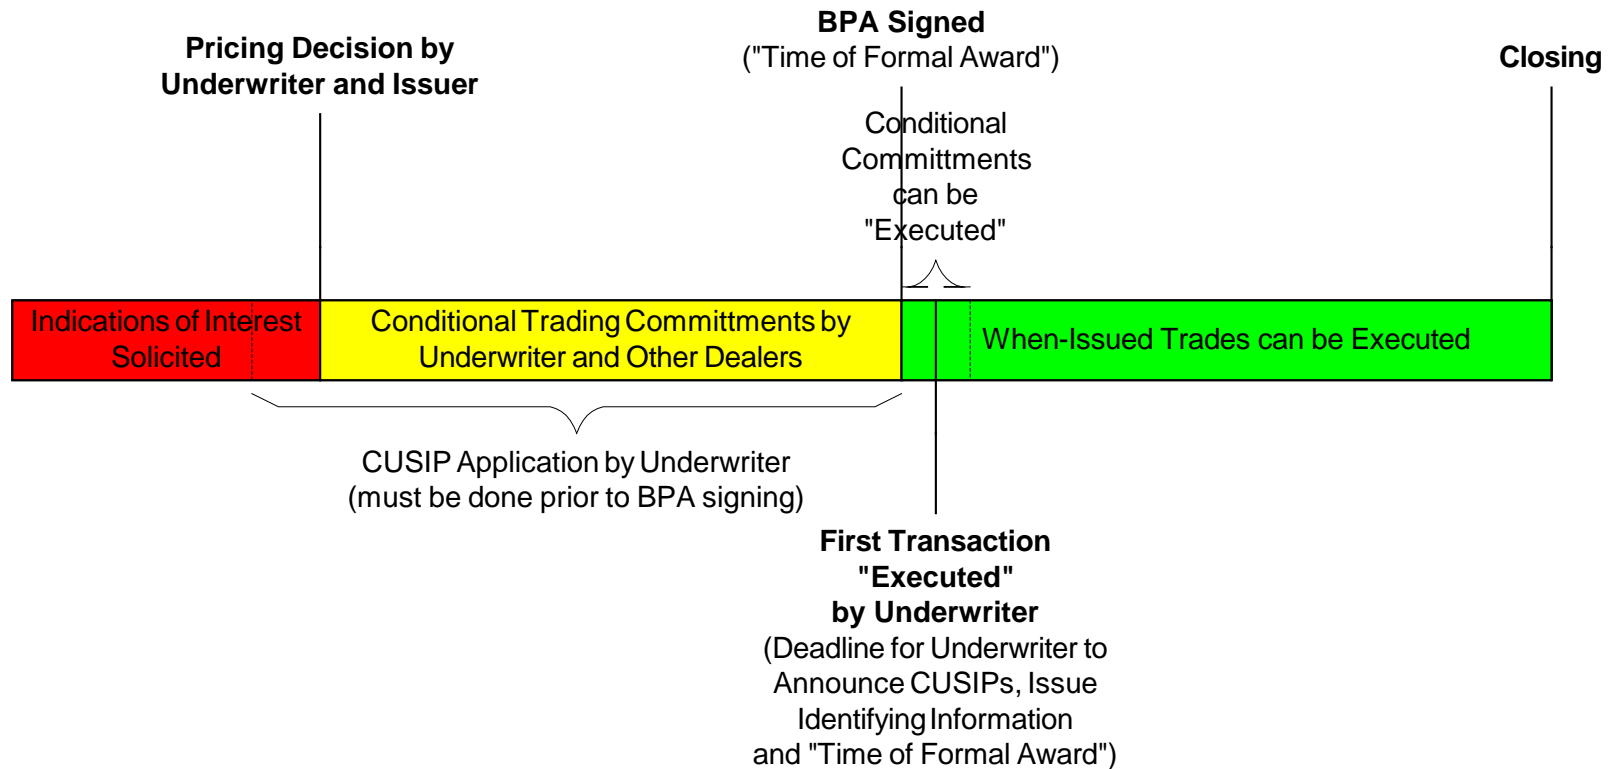 Pricing Decision by
Underwriter and Issuer
BPA Signed
("Time of Formal Award")
Closing
Conditional
Committments
can be
"Executed"
Indications of Interest
Solicited
Conditional Trading Committments by
Underwriter and Other Dealers
When-Issued Trades can be Executed
CUSIP Application by Underwriter
(must be done prior to BPA signing)
First Transaction
"Executed"
by Underwriter
(Deadline for Underwriter to
Announce CUSIPs, Issue
Identifying Information
and "Time of Formal Award")